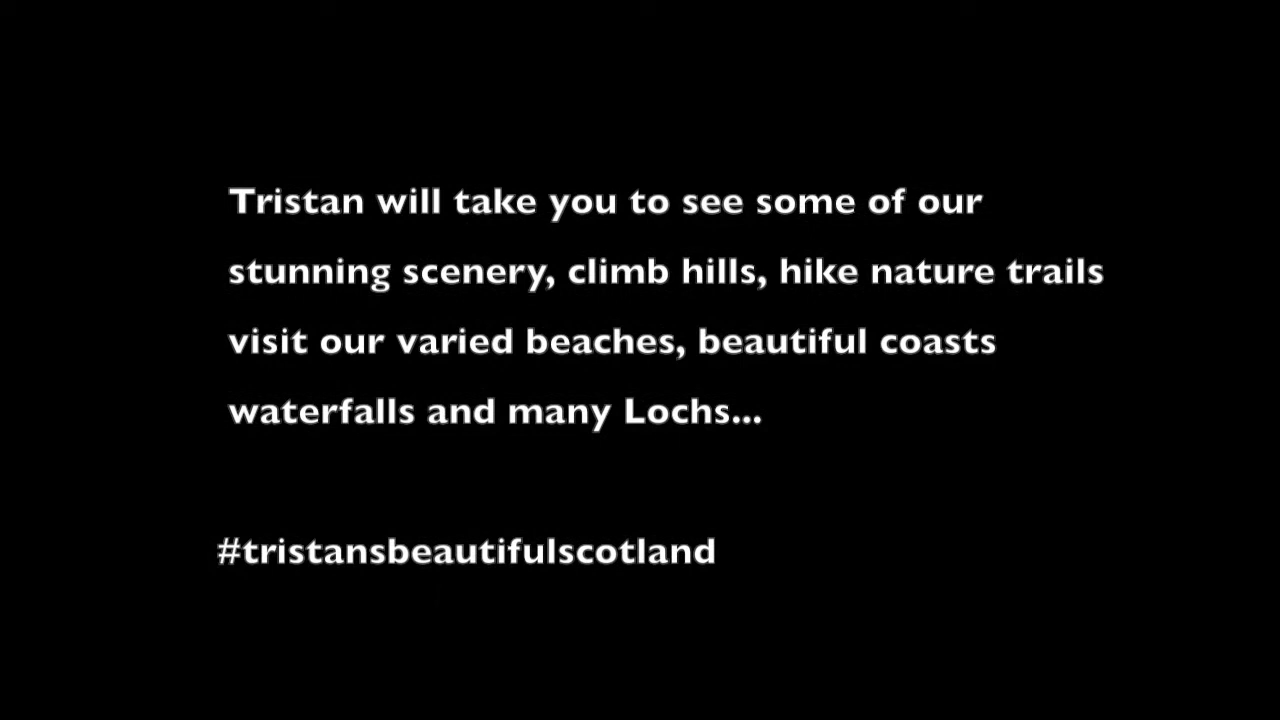 Tristan will take you to see some of our
stunning scenery, climb hills, hike nature trails
visit our varied beaches, beautiful coasts
waterfalls and many Lochs...
#tristansbeautifulscotland